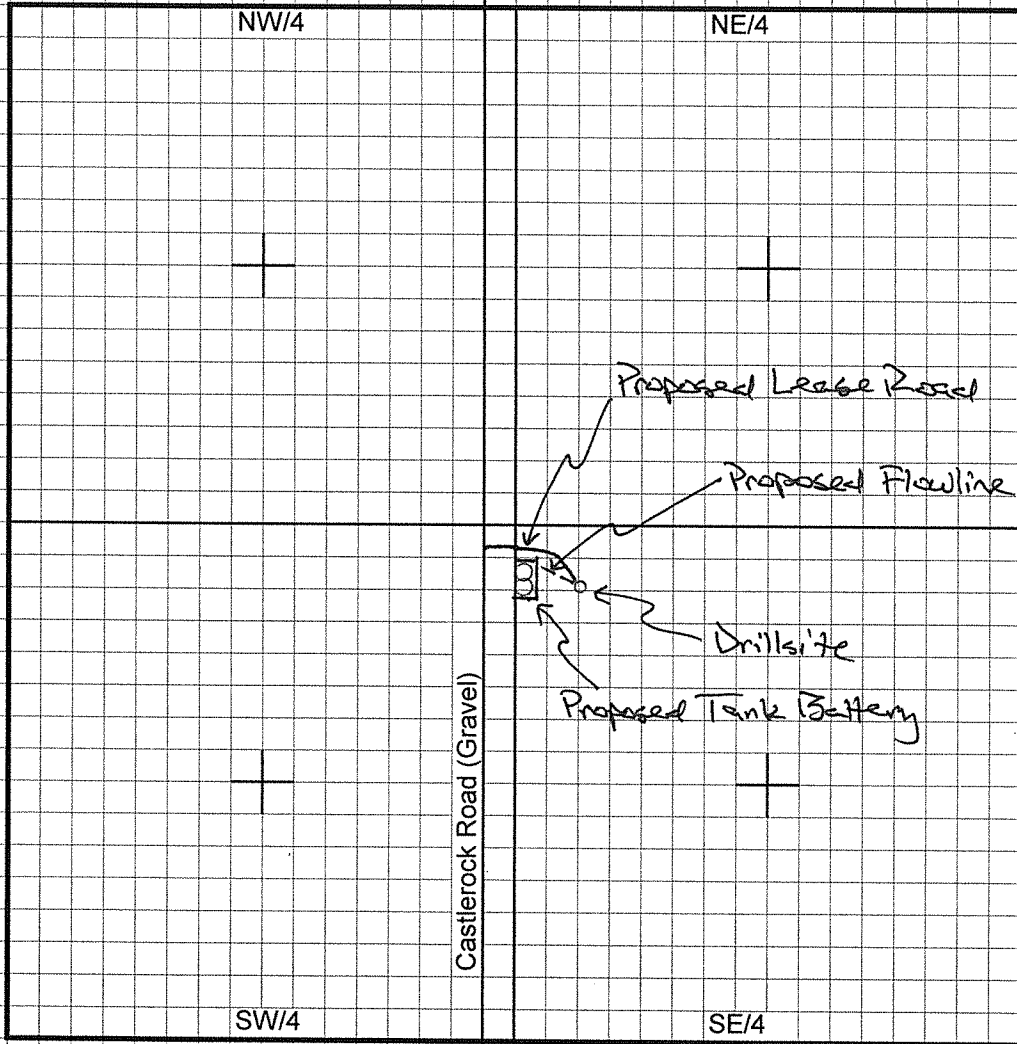 NW/4
NE/4
Proposed Lease Road
Proposed Flowline
Drillsite
Proposed Tank Battery
Castlerock Road (Gravel)
SW/4
SE/4